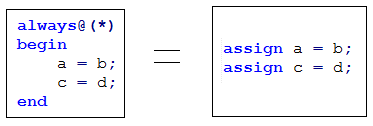 always@(*)
begin
a = b;
c = d;
end
=
assign a = b;
assign c = d;